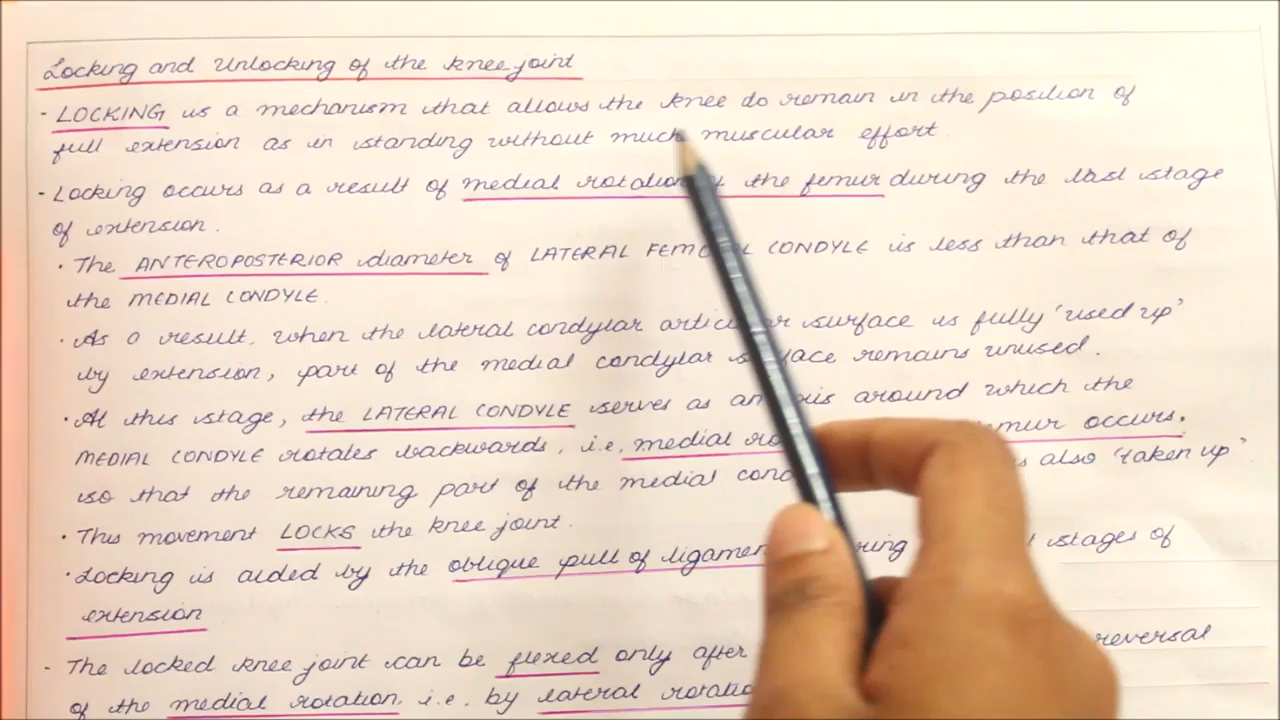 Locking and Unlocking of the knee joint
- LOCKING is a mechanism that allows the knee to remain in the position of
full extension as in standing without much muscular effort.
- Locking occurs as a result of medial rotation the femur during the last stage
of extension.
• The ANTEROPOSTERIOR diameter of LATERAL CONDYLE is less than that of
the MEDIAL CONDYLE.
• As a result, when the lateral condylar surface is fully 'used up'
by extension, part of the medial condylar remains unused.
• At this stage, the LATERAL CONDYLE serves as an around which the
MEDIAL CONDYLE rotates backwards, i.e. medial occurs,
so that the remaining part of the medial also 'taken up'
• This movement LOCKS the knee joint.
• Locking is aided by the oblique pull of stages of
extension
- The locked knee joint can be flexed only after reversal
of the medial rotation, i.e. by lateral